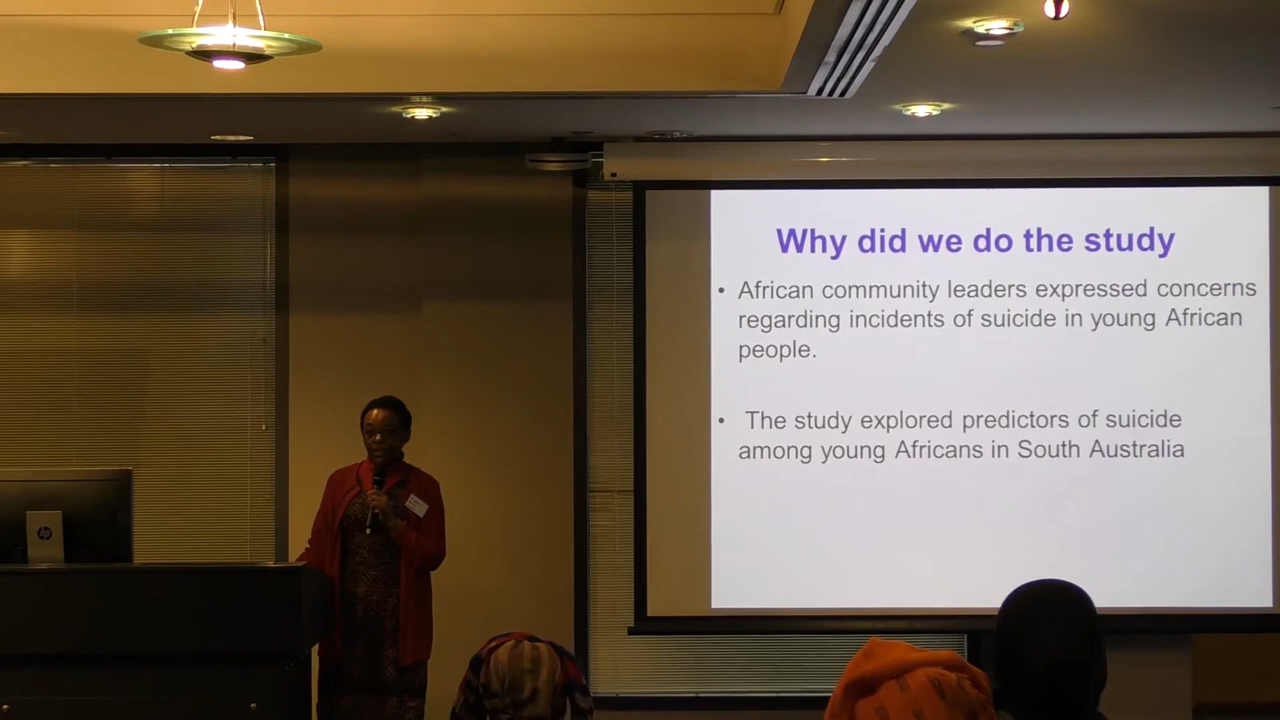 Why did we do the study
• African community leaders expressed concerns
regarding incidents of suicide in young African
people.
• The study explored predictors of suicide
among young Africans in South Australia
hp